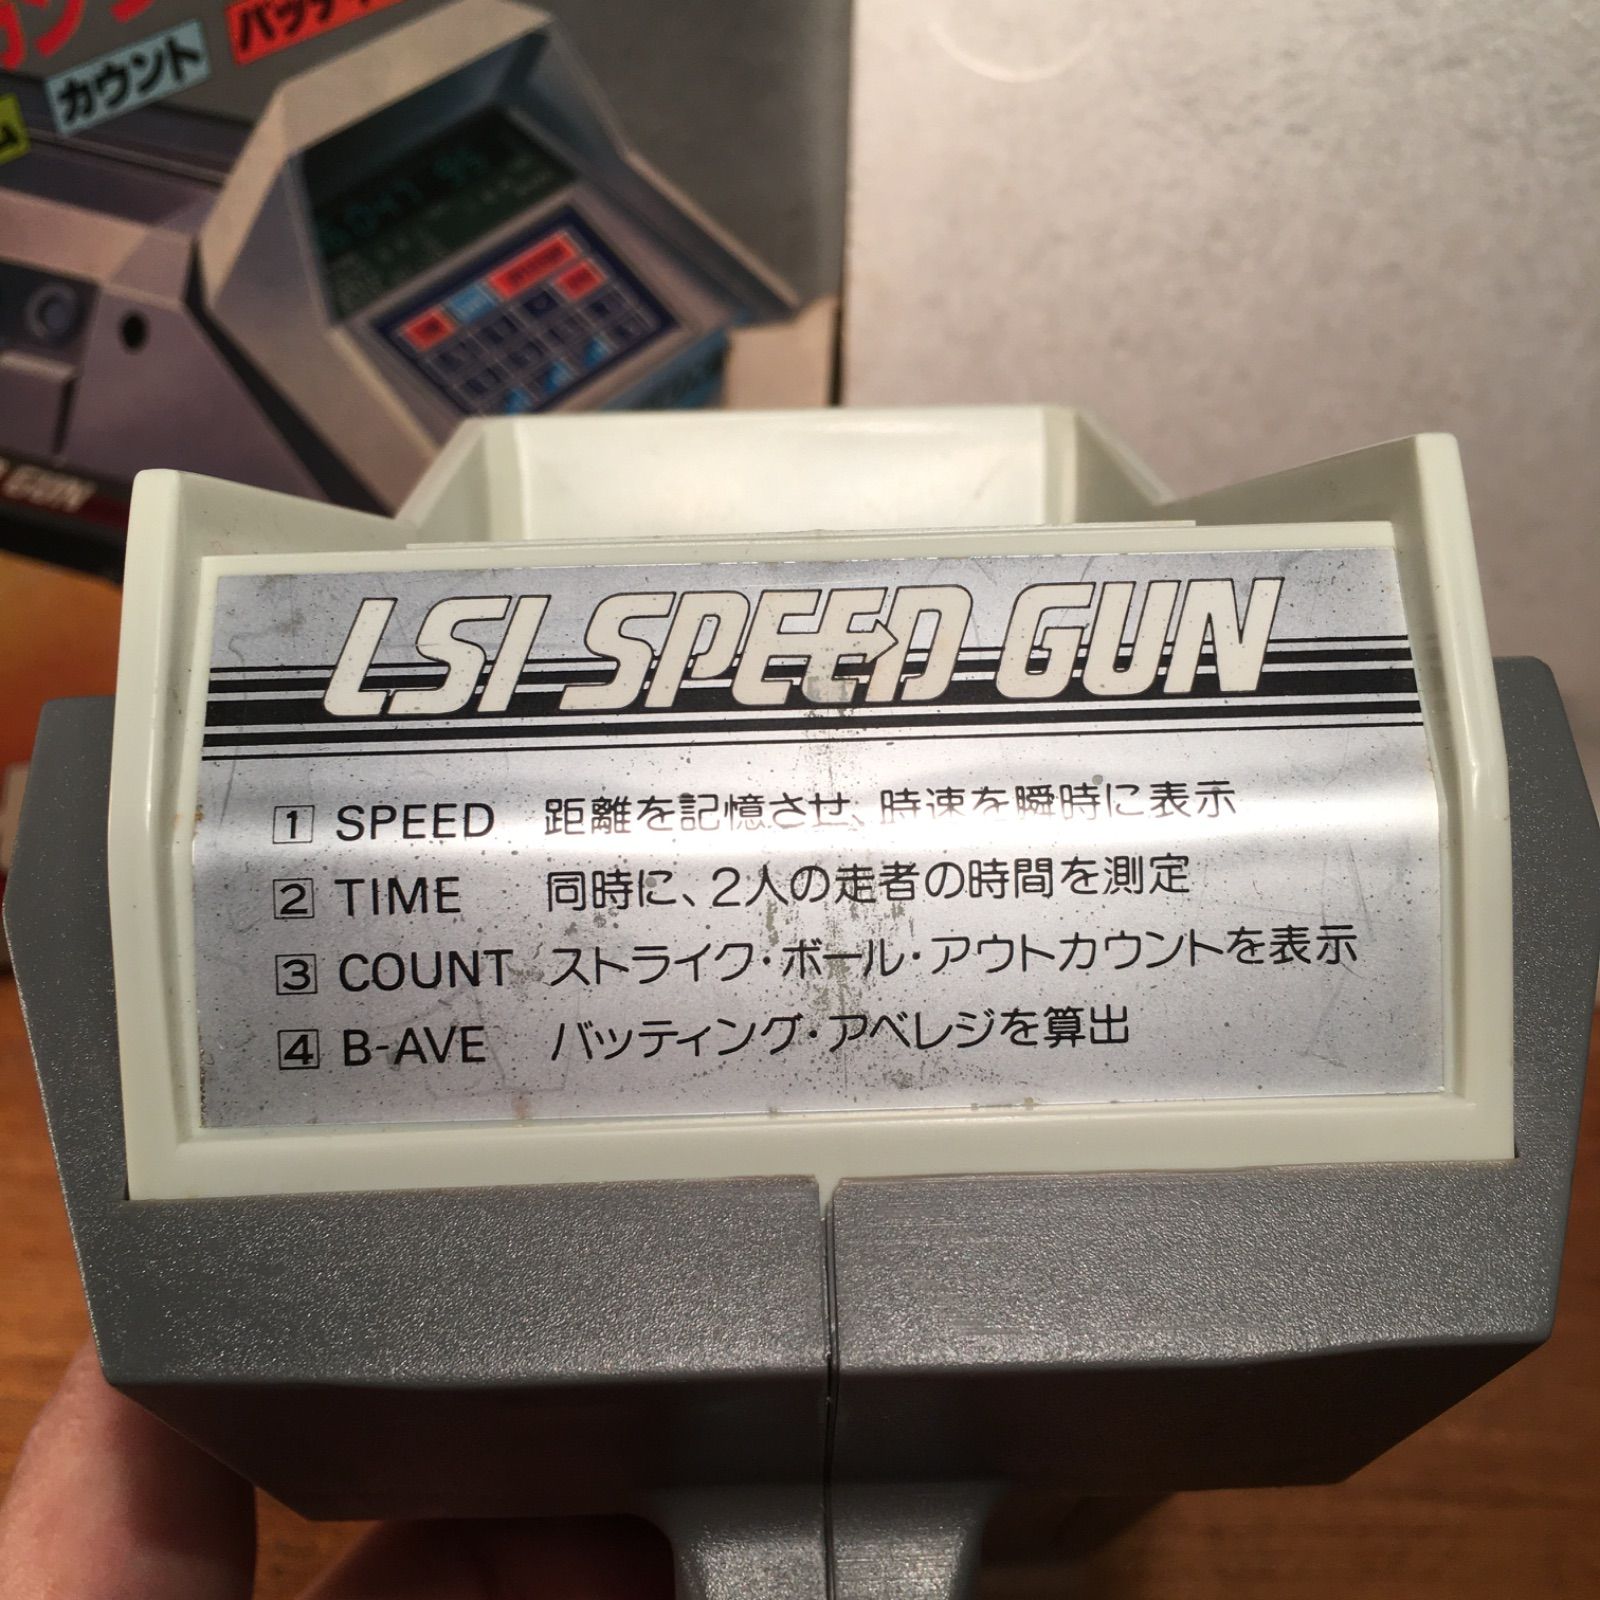 カウント
GUN
LSI SPEED GUN
1 SPEED 距離を記憶させ、時速を瞬時に表示
2 TIME 同時に、2人の走者の時間を測定
3 COUNT ストライク・ボール・アウトカウントを表示
4 B-AVE バッティング・アベレジを算出